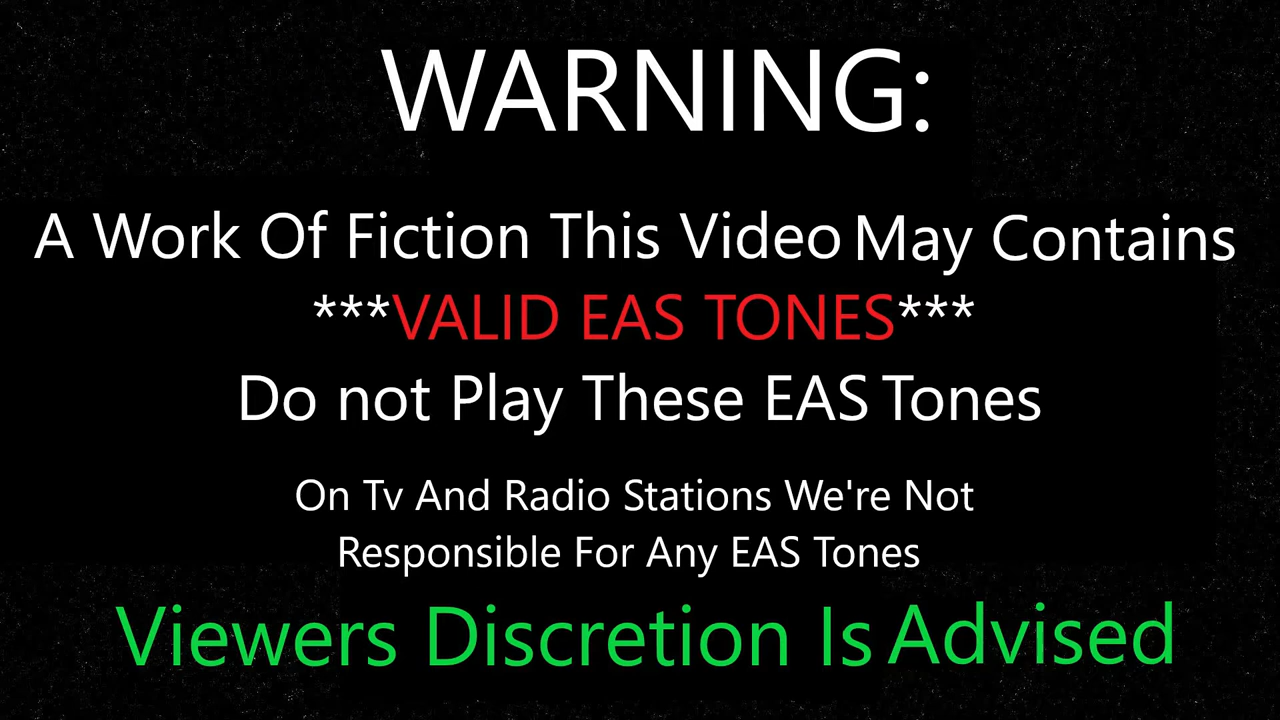 WARNING:
A Work Of Fiction This Video May Contains
***VALID EAS TONES***
Do not Play These EAS Tones
On Tv And Radio Stations We're Not
Responsible For Any EAS Tones
Viewers Discretion Is Advised